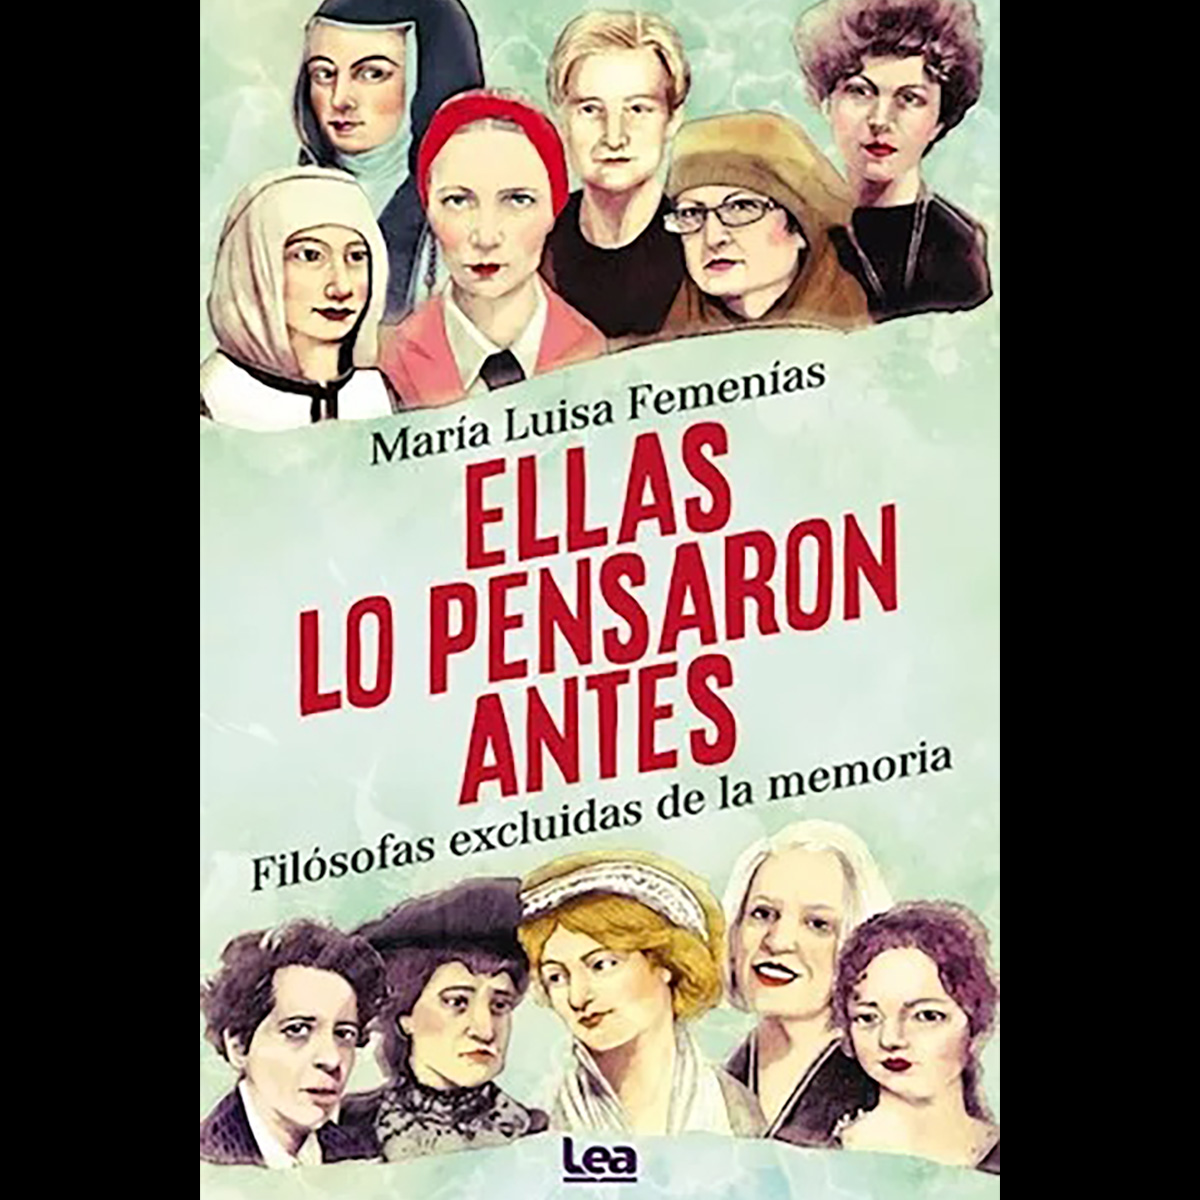 María Luisa Femenías
ELLAS
LO PENSARON
ANTES
Filósofas excluidas de la memoria
Lea